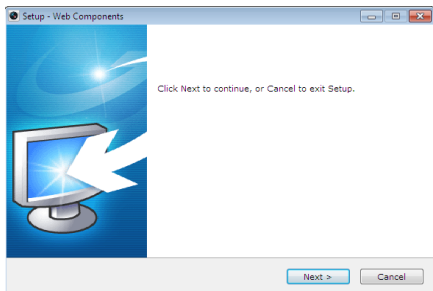 Setup - Web Components
Click Next to continue, or Cancel to exit Setup.
Next >
Cancel